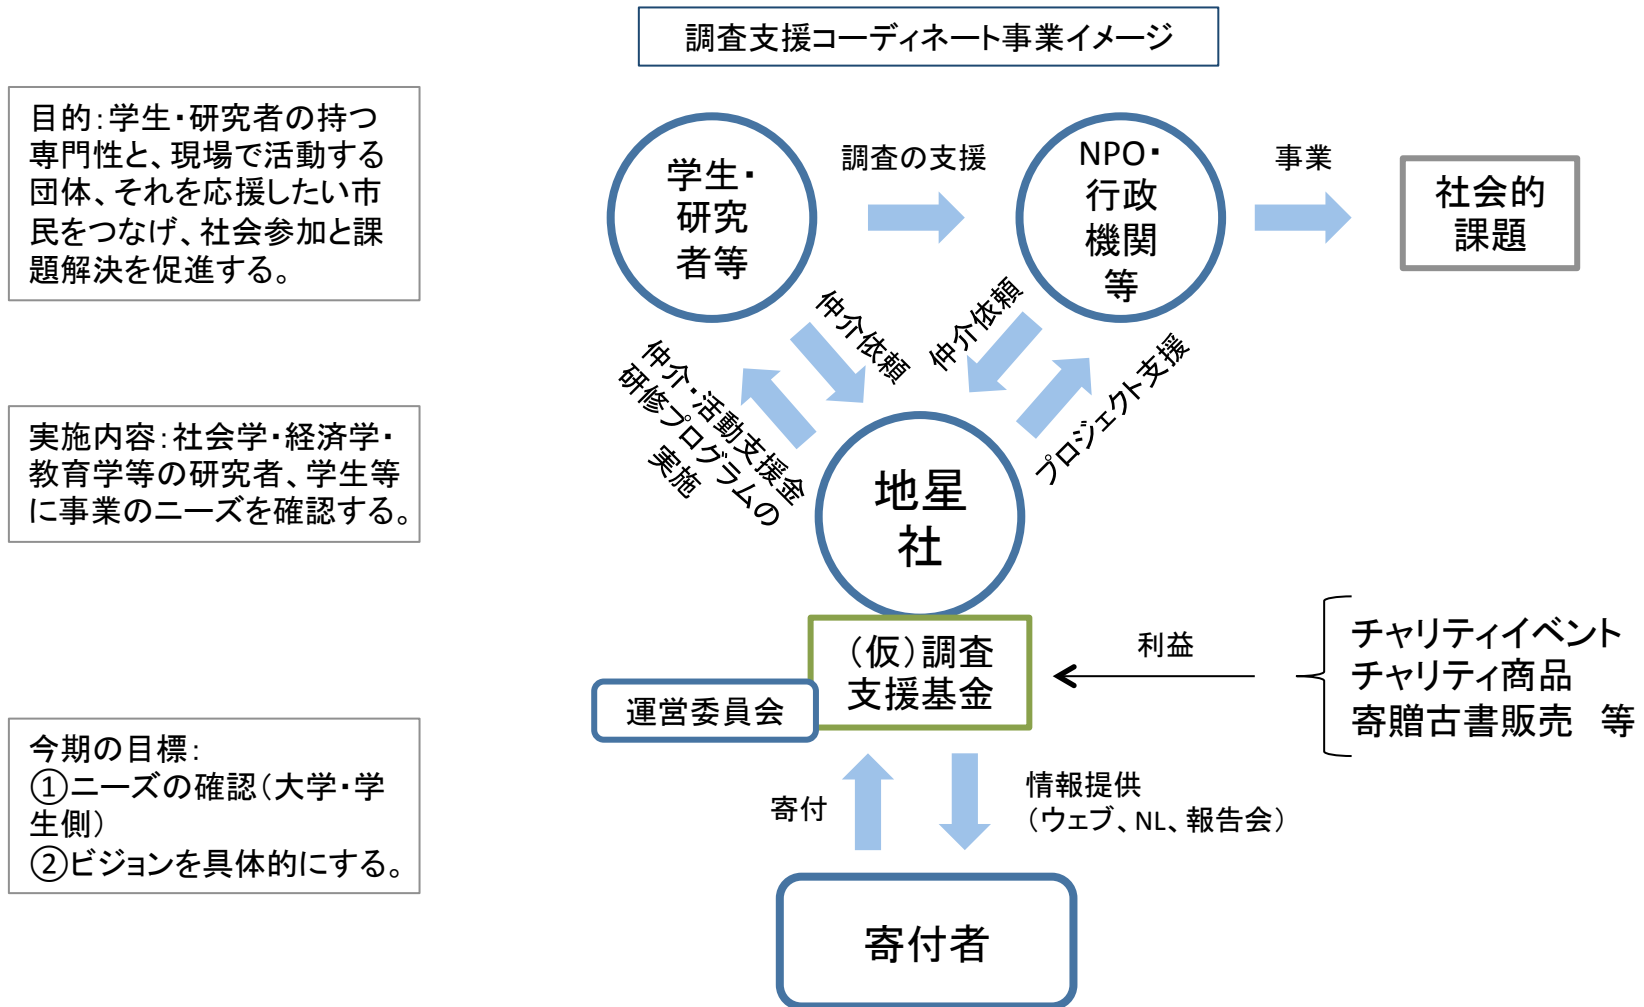 調査支援コーディネート事業イメージ
目的：学生・研究者の持つ
専門性と、現場で活動する
団体、それを応援したい市
民をつなげ、社会参加と課
題解決を促進する。
学生・
研究
者等
調査の支援
NPO・
行政
機関
等
事業
社会的
課題
仲介依頼
仲介・活動支援金
研修プログラムの
実施
仲介依頼
プロジェクト支援
実施内容：社会学・経済学・
教育学等の研究者、学生等
に事業のニーズを確認する。
地星
社
（仮）調査
支援基金
運営委員会
利益
チャリティイベント
チャリティ商品
寄贈古書販売　等
今期の目標：
①ニーズの確認（大学・学
生側）
②ビジョンを具体的にする。
寄付
情報提供
（ウェブ、NL、報告会）
寄付者